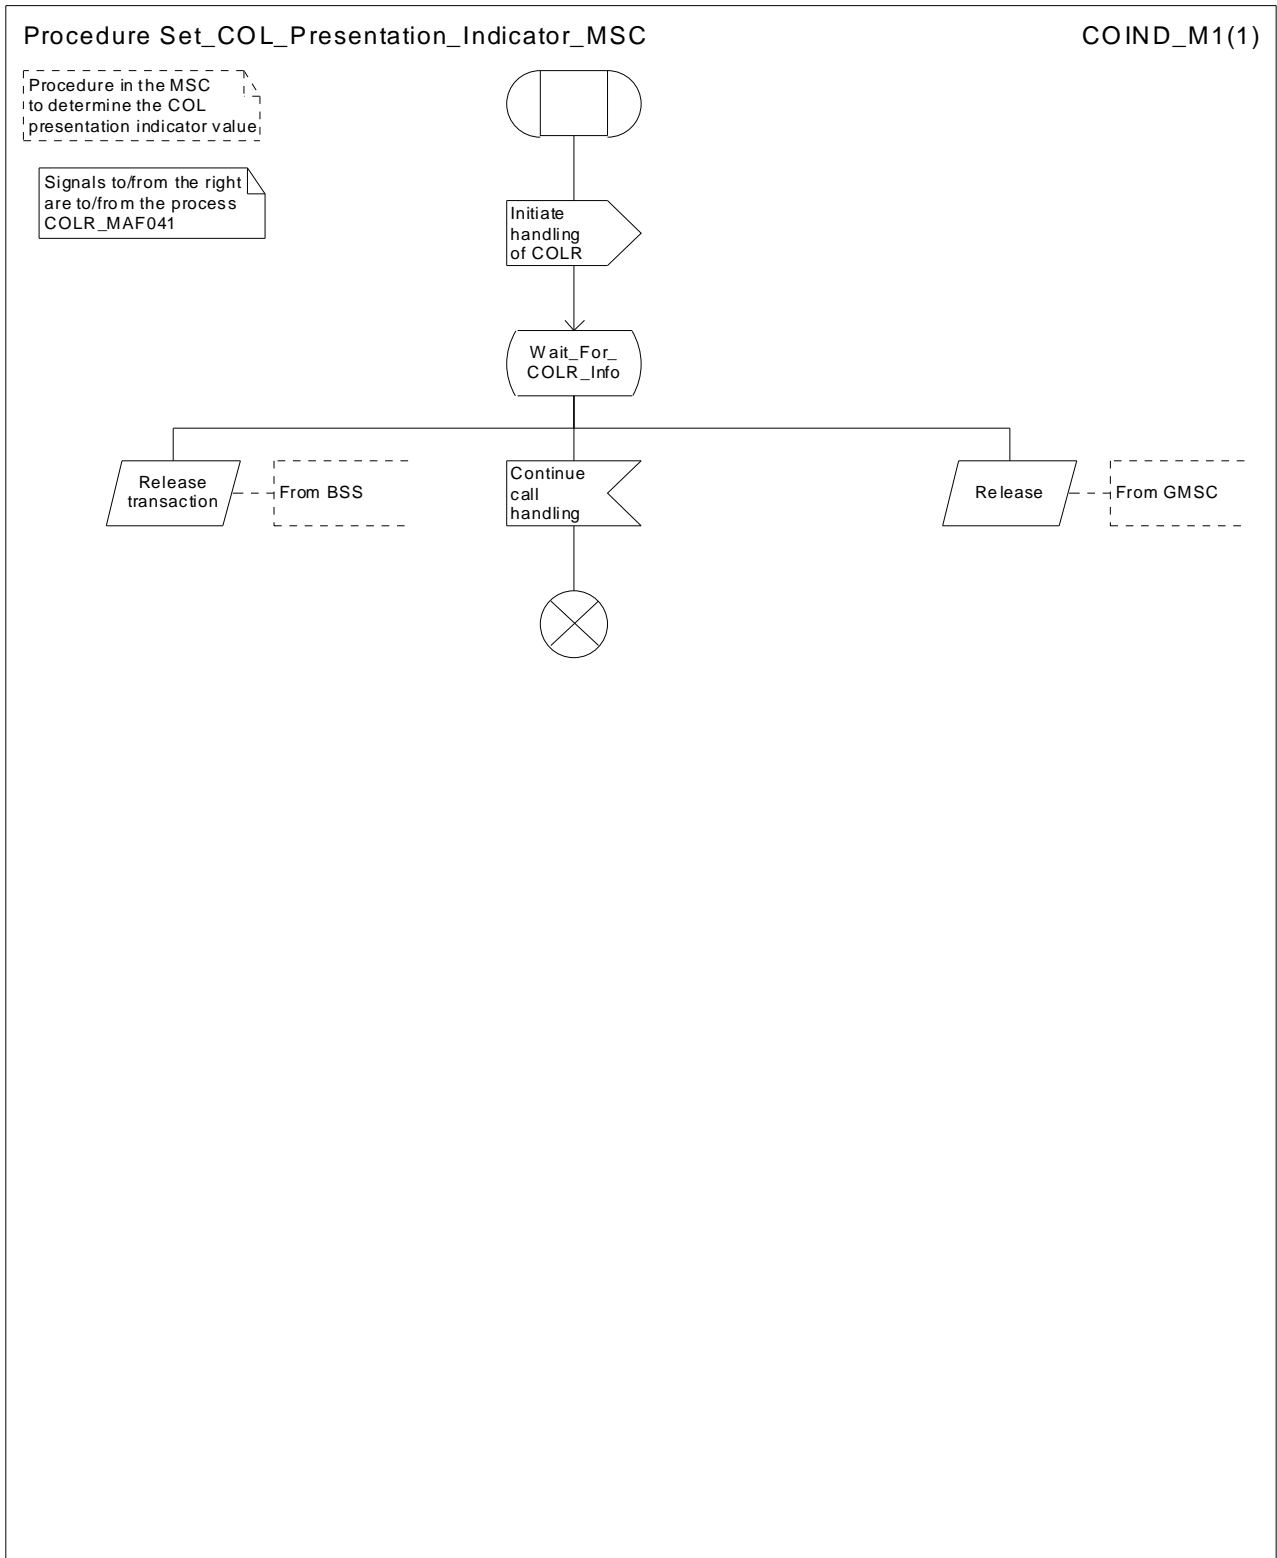 Procedure Set_COL_Presentation_Indicator_MSC
COIND_M1(1)
Procedure in the MSC
to determine the COL
presentation indicator value
Signals to/from the right
are to/from the process
COLR_MAF041
Initiate
handling
of COLR
Wait_For_
COLR_Info
Release
transaction
From BSS
Continue
call
handling
Release
From GMSC